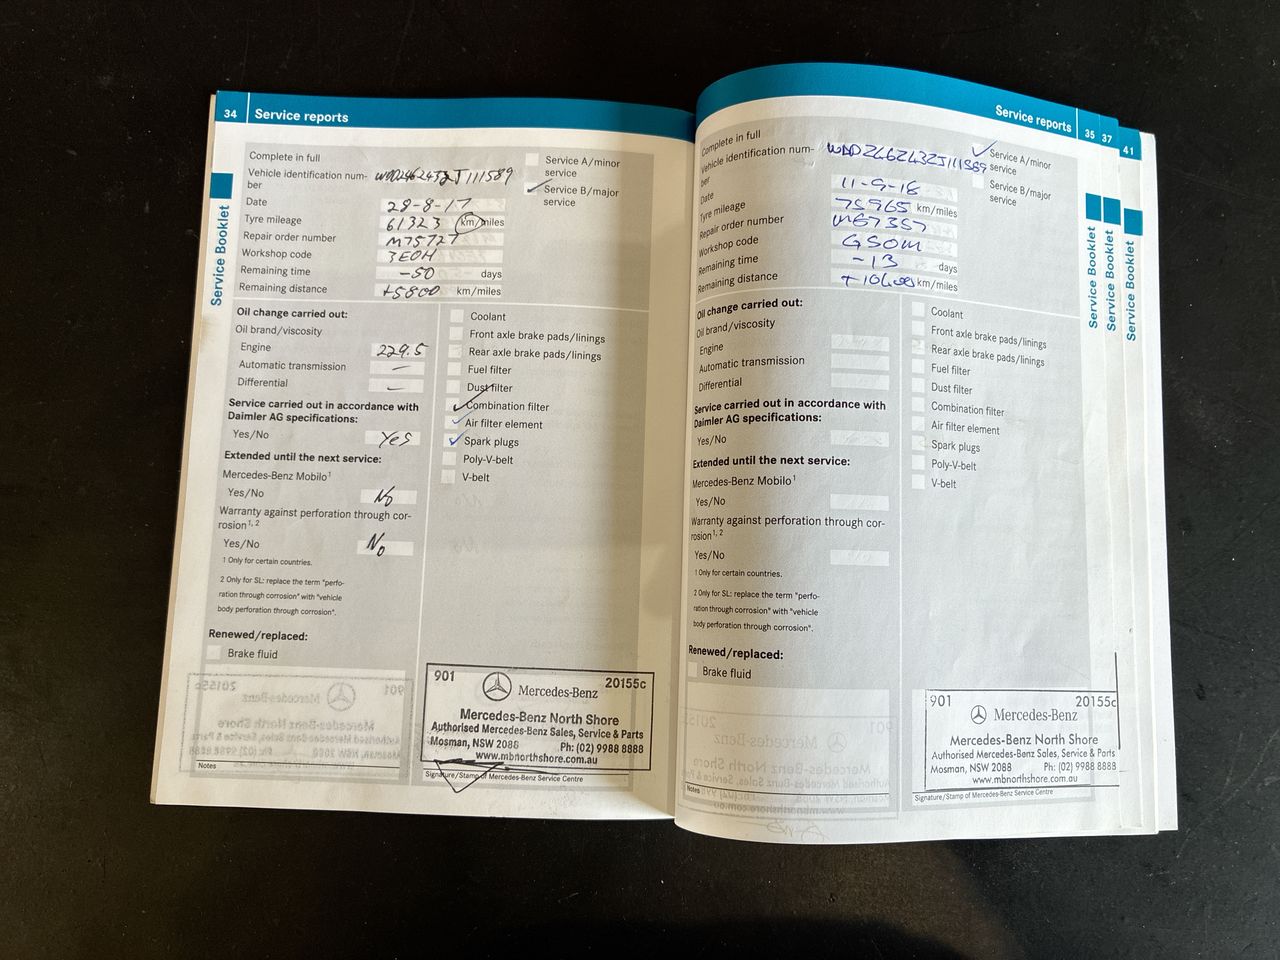 34 Service reports
Complete in full
Vehicle identification num-
ber WDD2462432J111589
Date 28-8-17
Tyre mileage 61323 km/miles
Repair order number M75727
Workshop code 3EOH
Remaining time -50 days
Remaining distance +5800 km/miles
Service A/minor
service
Service B/major
service
Service Booklet
Oil change carried out:
Oil brand/viscosity
Engine 229.5
Automatic transmission —
Differential —
Service carried out in accordance with
Daimler AG specifications:
Yes/No Yes
Extended until the next service:
Mercedes-Benz Mobilo¹
Yes/No No
Warranty against perforation through cor-
rosion¹, ²
Yes/No No
1 Only for certain countries.
2 Only for SL: replace the term "perfo-
ration through corrosion" with "vehicle
body perforation through corrosion".
Renewed/replaced:
Brake fluid
Notes
Coolant
Front axle brake pads/linings
Rear axle brake pads/linings
Fuel filter
Dust filter
Combination filter
Air filter element
Spark plugs
Poly-V-belt
V-belt
901 20155c
Mercedes-Benz
Mercedes-Benz North Shore
Authorised Mercedes-Benz Sales, Service & Parts
Mosman, NSW 2088 Ph: (02) 9988 8888
www.mbnorthshore.com.au
Signature/Stamp of Mercedes-Benz Service Centre
Service reports 35 37 41
Complete in full
Vehicle identification num-
ber WDD2462432J111589
Date 11-9-18
Tyre mileage 75965 km/miles
Repair order number
Workshop code GSOM
Remaining time -13 days
Remaining distance km/miles
Service A/minor
service
Service B/major
service
Service Booklet
Service Booklet
Service Booklet
Oil change carried out:
Oil brand/viscosity
Engine
Automatic transmission
Differential
Service carried out in accordance with
Daimler AG specifications:
Yes/No
Extended until the next service:
Mercedes-Benz Mobilo¹
Yes/No
Warranty against perforation through cor-
rosion¹, ²
Yes/No
1 Only for certain countries.
2 Only for SL: replace the term "perfo-
ration through corrosion" with "vehicle
body perforation through corrosion".
Renewed/replaced:
Brake fluid
Notes
Coolant
Front axle brake pads/linings
Rear axle brake pads/linings
Fuel filter
Dust filter
Combination filter
Air filter element
Spark plugs
Poly-V-belt
V-belt
901 20155c
Mercedes-Benz
Mercedes-Benz North Shore
Authorised Mercedes-Benz Sales, Service & Parts
Mosman, NSW 2088 Ph: (02) 9988 8888
www.mbnorthshore.com.au
Signature/Stamp of Mercedes-Benz Service Centre